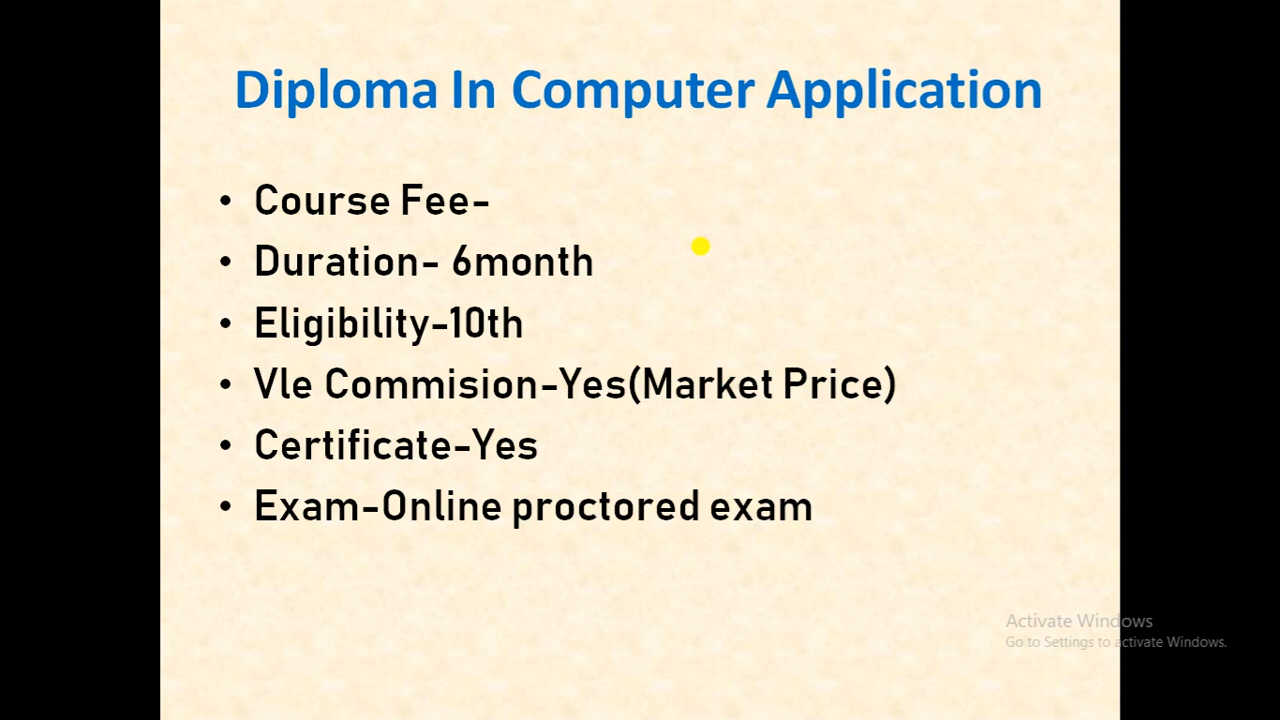 Diploma In Computer Application
• Course Fee-
• Duration- 6month
• Eligibility-10th
• Vle Commision-Yes(Market Price)
• Certificate-Yes
• Exam-Online proctored exam
Activate Windows
Go to Settings to activate Windows.